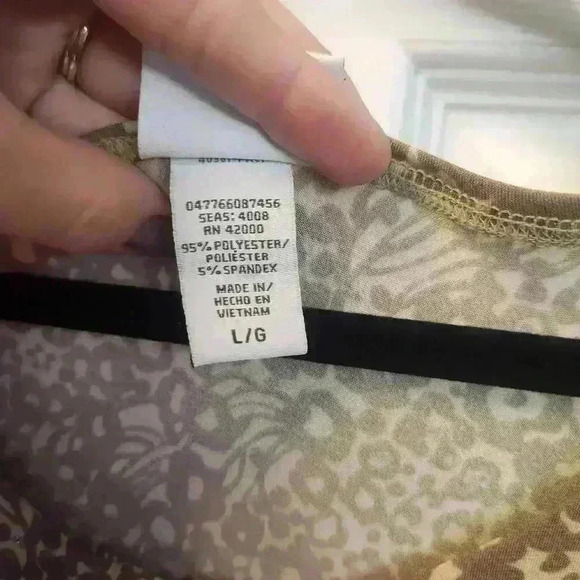 047766087456
SEAS: 4008
RN 42000
95% POLYESTER/
POLIÉSTER
5% SPANDEX
MADE IN/
HECHO EN
VIETNAM
L/G